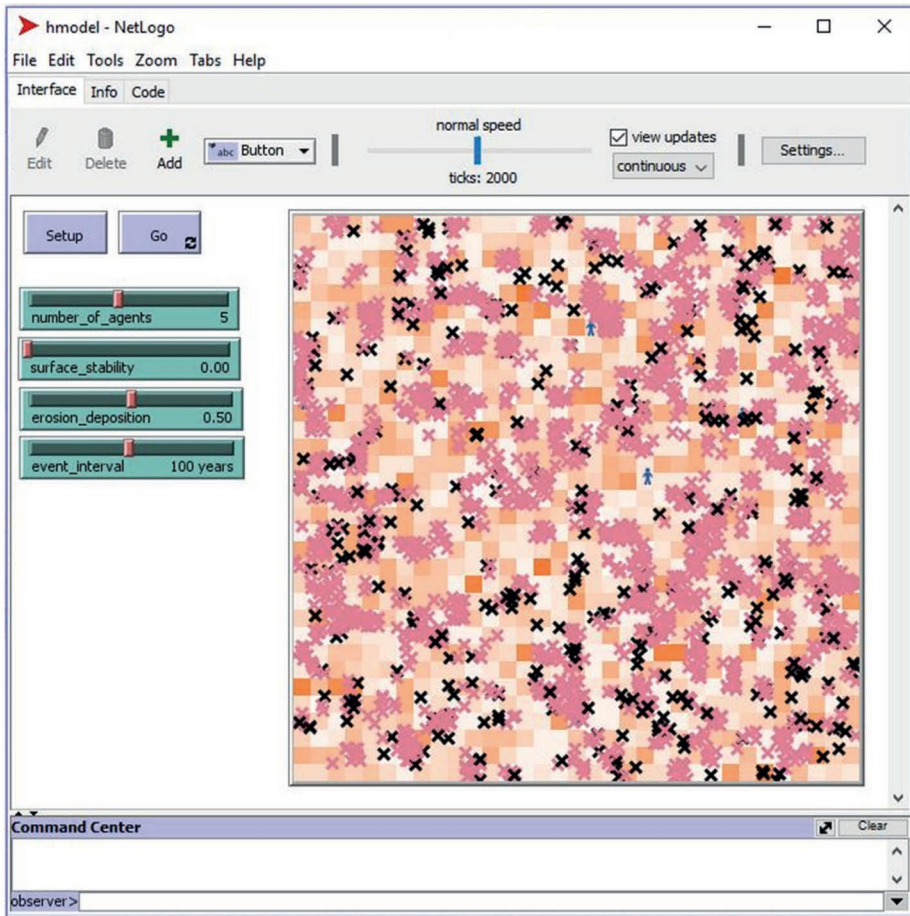 hmodel - NetLogo
File Edit Tools Zoom Tabs Help
Interface Info Code
Edit Delete Add abc Button normal speed ticks: 2000 view updates continuous Settings...
Setup Go
number_of_agents 5
surface_stability 0.00
erosion_deposition 0.50
event_interval 100 years
Command Center Clear
observer>